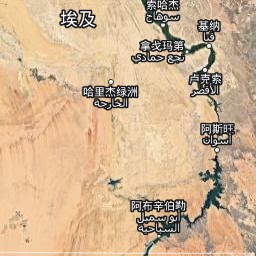 埃及
索哈杰
سوهاج
基纳
قنا
拿戈玛第
نجع حمادي
卢克索
الأقصر
哈里杰绿洲
الخارجة
阿斯旺
أسوان
阿布辛伯勒
أبو سمبل
السياحية